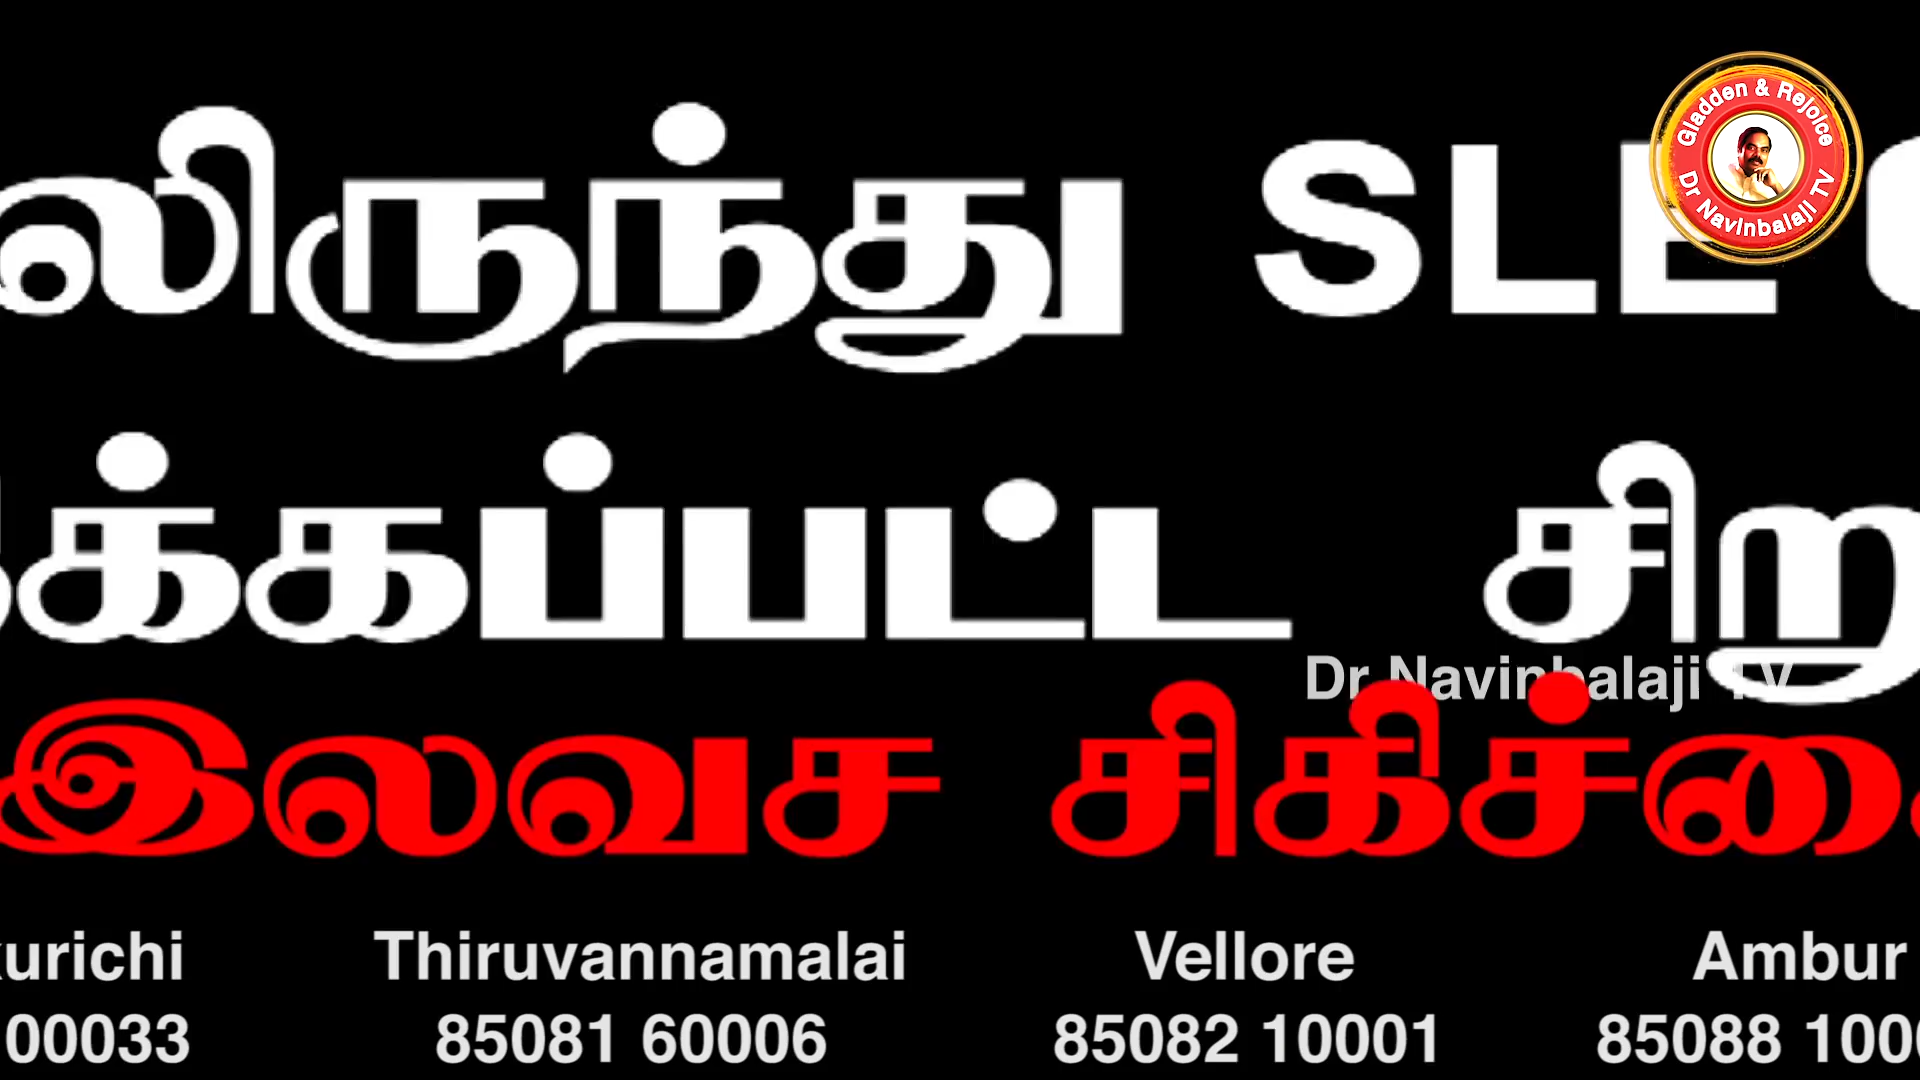 லிருந்து SLE
க்கப்பட்ட சிறு
Dr Navinbalaji TV
இலவச சிகிச்சை
Gladden & Rejoice
Dr Navinbalaji TV
kurichi Thiruvannamalai Vellore Ambur
00033 85081 60006 85082 10001 85088 100